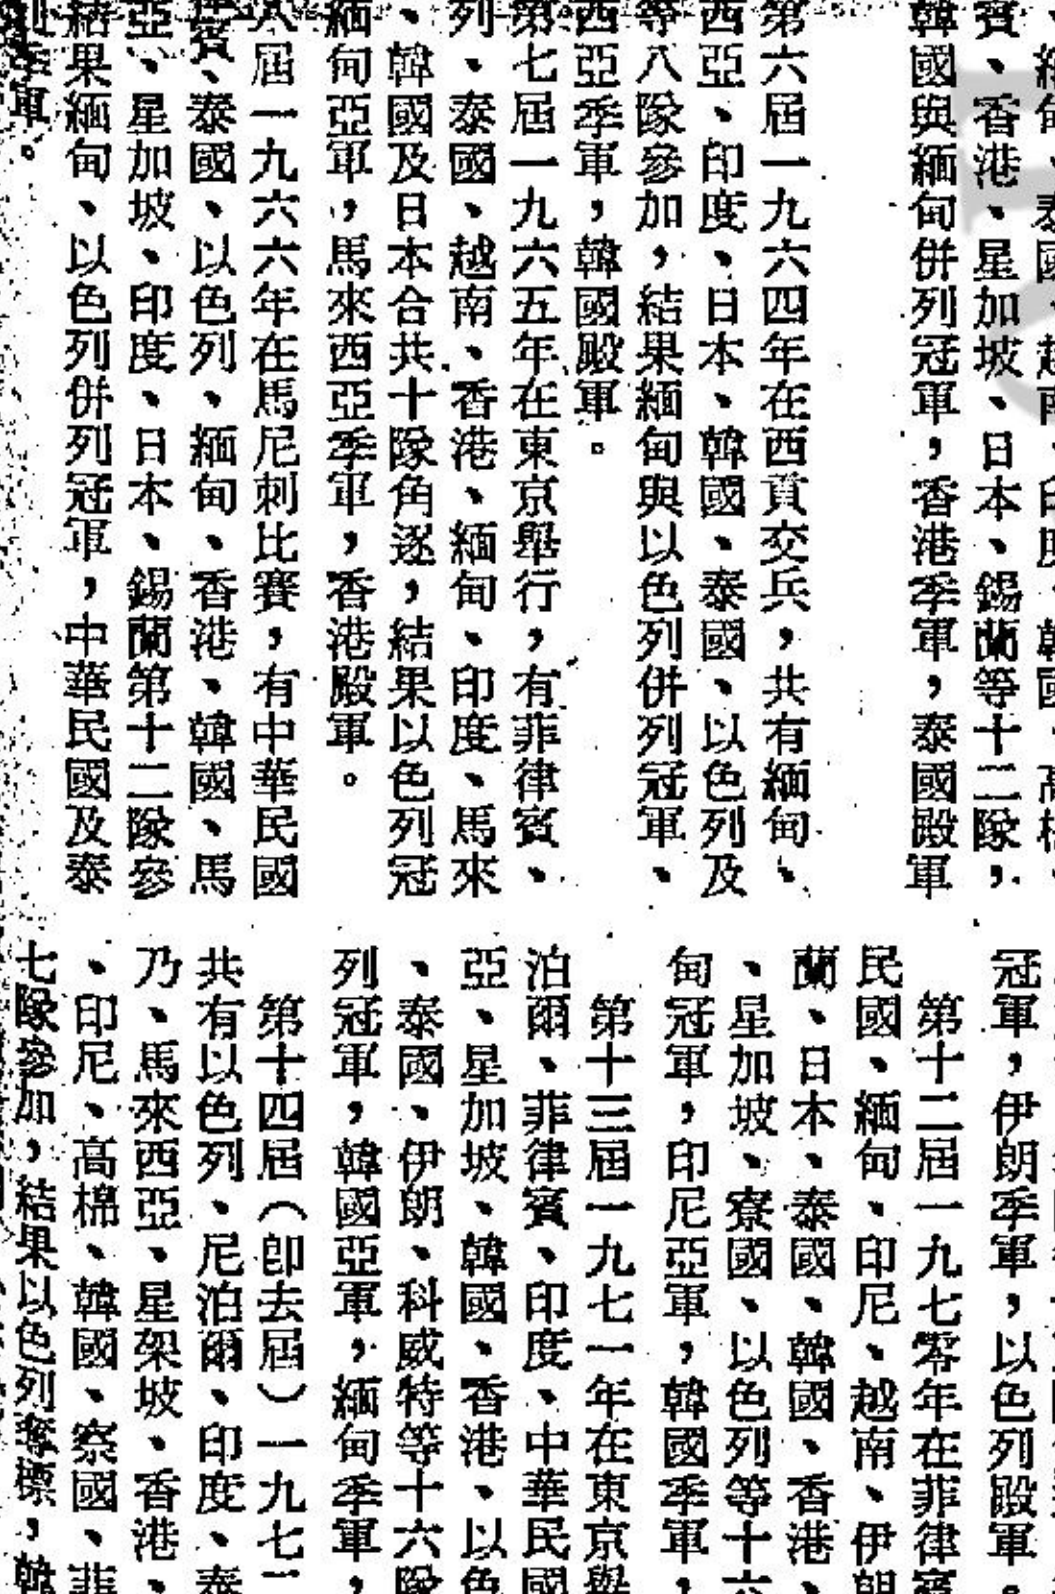 、緬甸、泰國、越南、印度、韓國、高棉、
賓、香港、星加坡、日本、錫蘭等十二隊，
韓國與緬甸併列冠軍，香港季軍，泰國殿軍
第六屆一九六四年在西貢交兵，共有緬甸、
西亞、印度、日本、韓國、泰國、以色列及
等八隊參加，結果緬甸與以色列併列冠軍、
西亞季軍，韓國殿軍。
第七屆一九六五年在東京舉行，有菲律賓、
列、泰國、越南、香港、緬甸、印度、馬來
、韓國及日本合共十隊角逐，結果以色列冠
緬甸亞軍，馬來西亞季軍，香港殿軍。
八屆一九六六年在馬尼刺比賽，有中華民國
賓、泰國、以色列、緬甸、香港、韓國、馬
亞、星加坡、印度、日本、錫蘭第十二隊參
結果緬甸、以色列併列冠軍，中華民國及泰
季軍。
冠軍，伊朗季軍，以色列殿軍。
第十二屆一九七零年在菲律賓
民國、緬甸、印尼、越南、伊朗
蘭、日本、泰國、韓國、香港、
、星加坡、寮國、以色列等十六
甸冠軍，印尼亞軍，韓國季軍，
第十三屆一九七一年在東京舉
泊爾、菲律賓、印度、中華民國
亞、星加坡、韓國、香港、以色
、泰國、伊朗、科威特等十六隊
列冠軍，韓國亞軍，緬甸季軍，
第十四屆（卽去屆）一九七二
共有以色列、尼泊爾、印度、泰
乃、馬來西亞、星架坡、香港、
、印尼、高棉、韓國、察國、菲
七隊參加，結果以色列奪標，韓